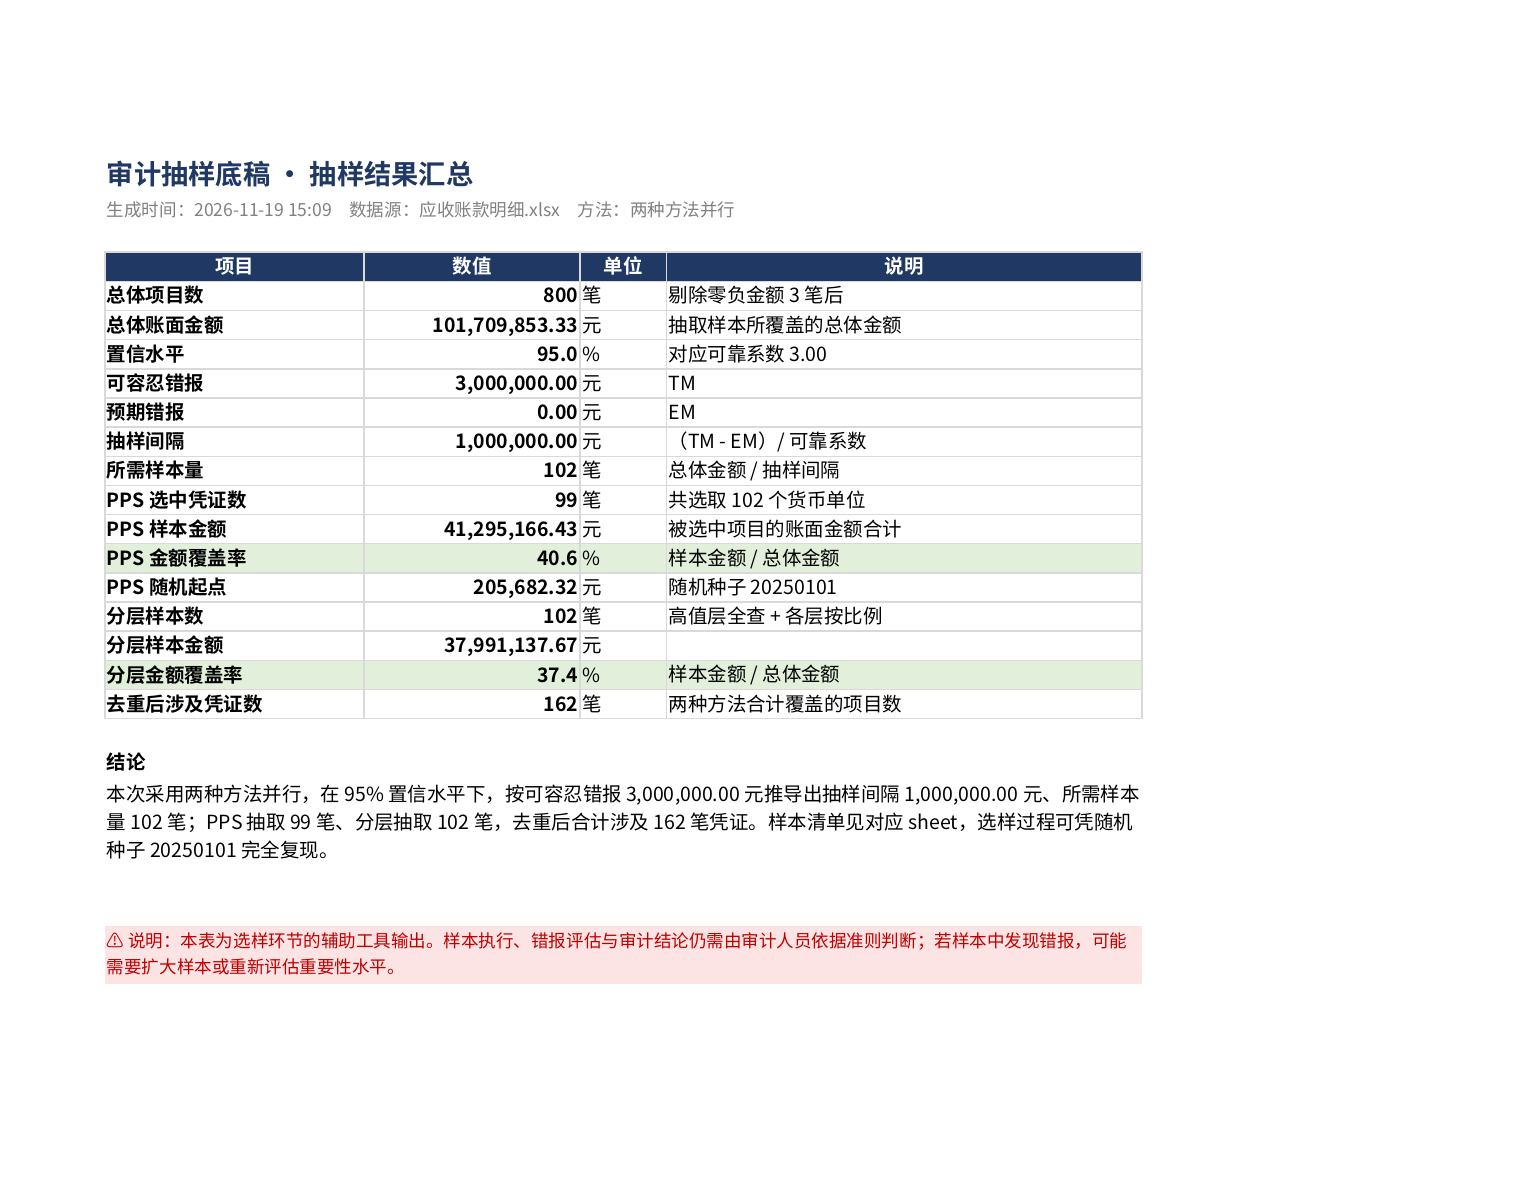 审计抽样底稿 · 抽样结果汇总
生成时间：2026-11-19 15:09 数据源：应收账款明细.xlsx 方法：两种方法并行
项目 数值 单位 说明
总体项目数 800 笔 剔除零负金额 3 笔后
总体账面金额 101,709,853.33 元 抽取样本所覆盖的总体金额
置信水平 95.0 % 对应可靠系数 3.00
可容忍错报 3,000,000.00 元 TM
预期错报 0.00 元 EM
抽样间隔 1,000,000.00 元 （TM - EM）/ 可靠系数
所需样本量 102 笔 总体金额 / 抽样间隔
PPS 选中凭证数 99 笔 共选取 102 个货币单位
PPS 样本金额 41,295,166.43 元 被选中项目的账面金额合计
PPS 金额覆盖率 40.6 % 样本金额 / 总体金额
PPS 随机起点 205,682.32 元 随机种子 20250101
分层样本数 102 笔 高值层全查 + 各层按比例
分层样本金额 37,991,137.67 元
分层金额覆盖率 37.4 % 样本金额 / 总体金额
去重后涉及凭证数 162 笔 两种方法合计覆盖的项目数
结论
本次采用两种方法并行，在 95% 置信水平下，按可容忍错报 3,000,000.00 元推导出抽样间隔 1,000,000.00 元、所需样本
量 102 笔；PPS 抽取 99 笔、分层抽取 102 笔，去重后合计涉及 162 笔凭证。样本清单见对应 sheet，选样过程可凭随机
种子 20250101 完全复现。
⚠ 说明：本表为选样环节的辅助工具输出。样本执行、错报评估与审计结论仍需由审计人员依据准则判断；若样本中发现错报，可能
需要扩大样本或重新评估重要性水平。